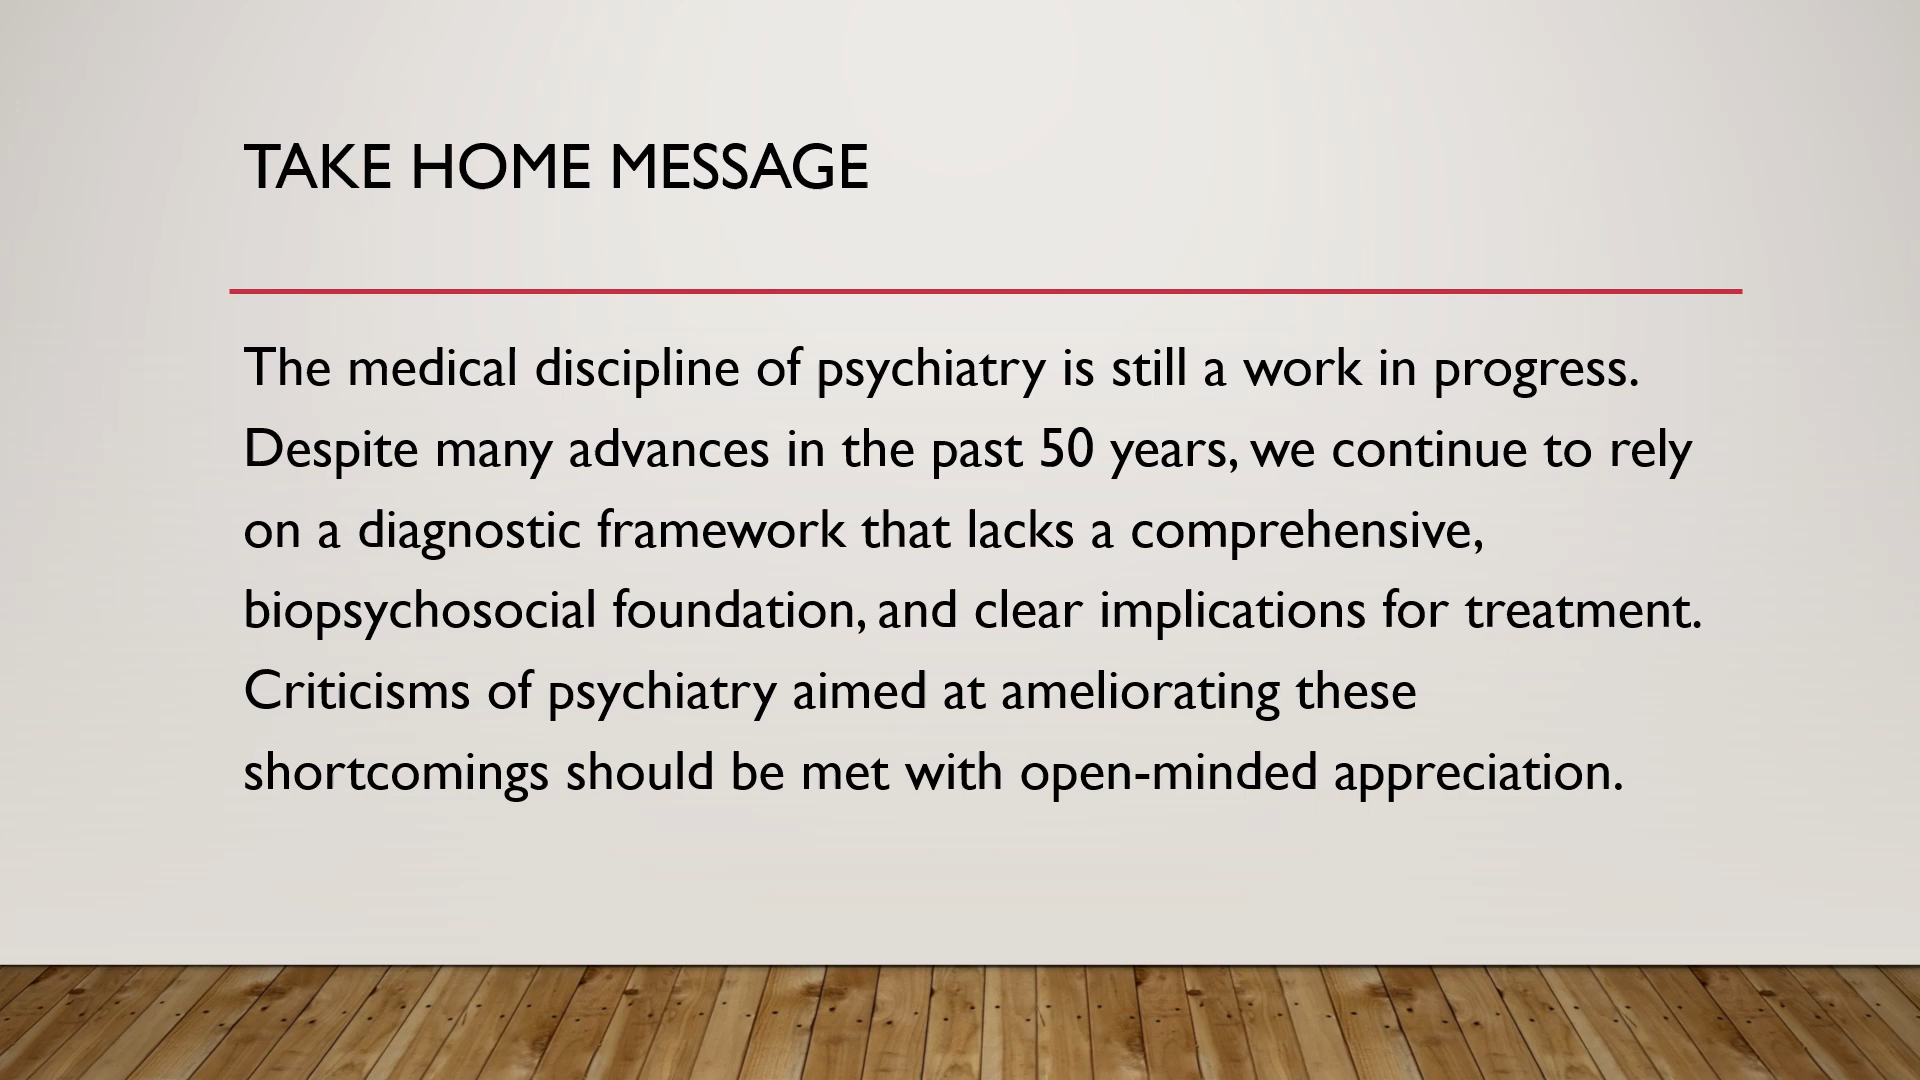 TAKE HOME MESSAGE
The medical discipline of psychiatry is still a work in progress.
Despite many advances in the past 50 years, we continue to rely
on a diagnostic framework that lacks a comprehensive,
biopsychosocial foundation, and clear implications for treatment.
Criticisms of psychiatry aimed at ameliorating these
shortcomings should be met with open-minded appreciation.